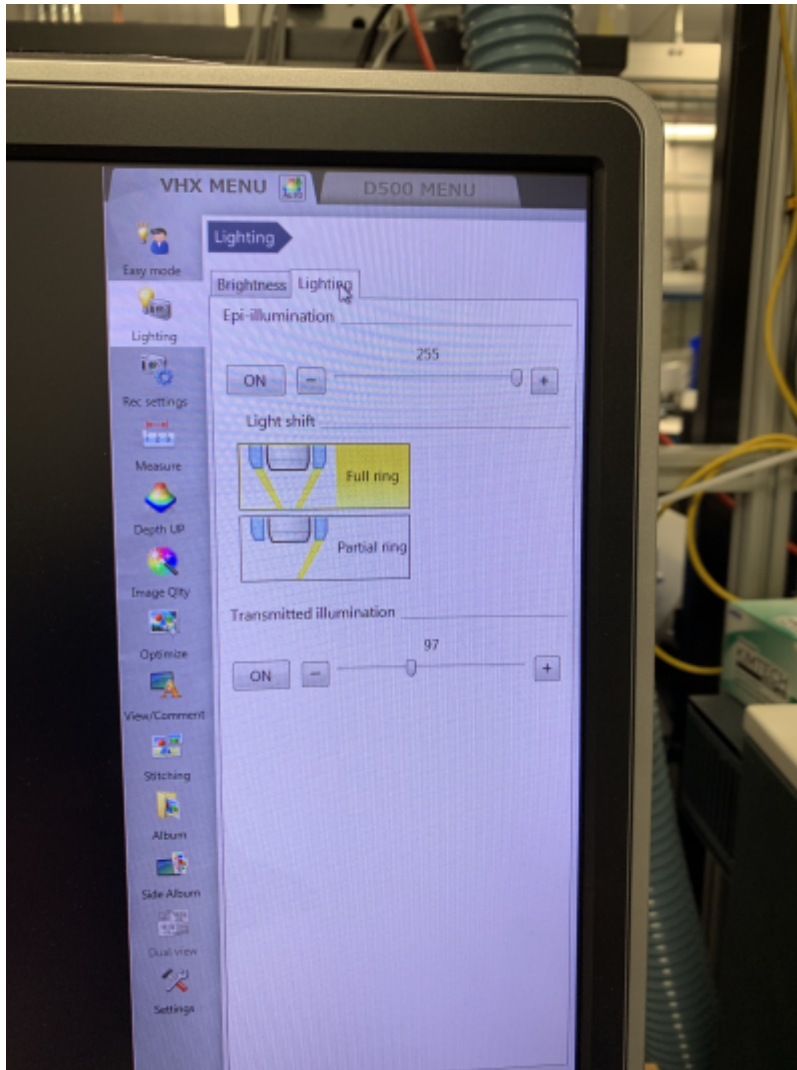 VHX MENU
AUTO
D500 MENU
Easy mode
Lighting
Rec settings
Measure
Depth UP
Image Qlty
Optimize
View/Comment
Stitching
Album
Side Album
Dual view
Settings
Lighting
Brightness
Lighting
Epi-illumination
255
ON
Light shift
Full ring
Partial ring
Transmitted illumination
97
ON
KIMTECH